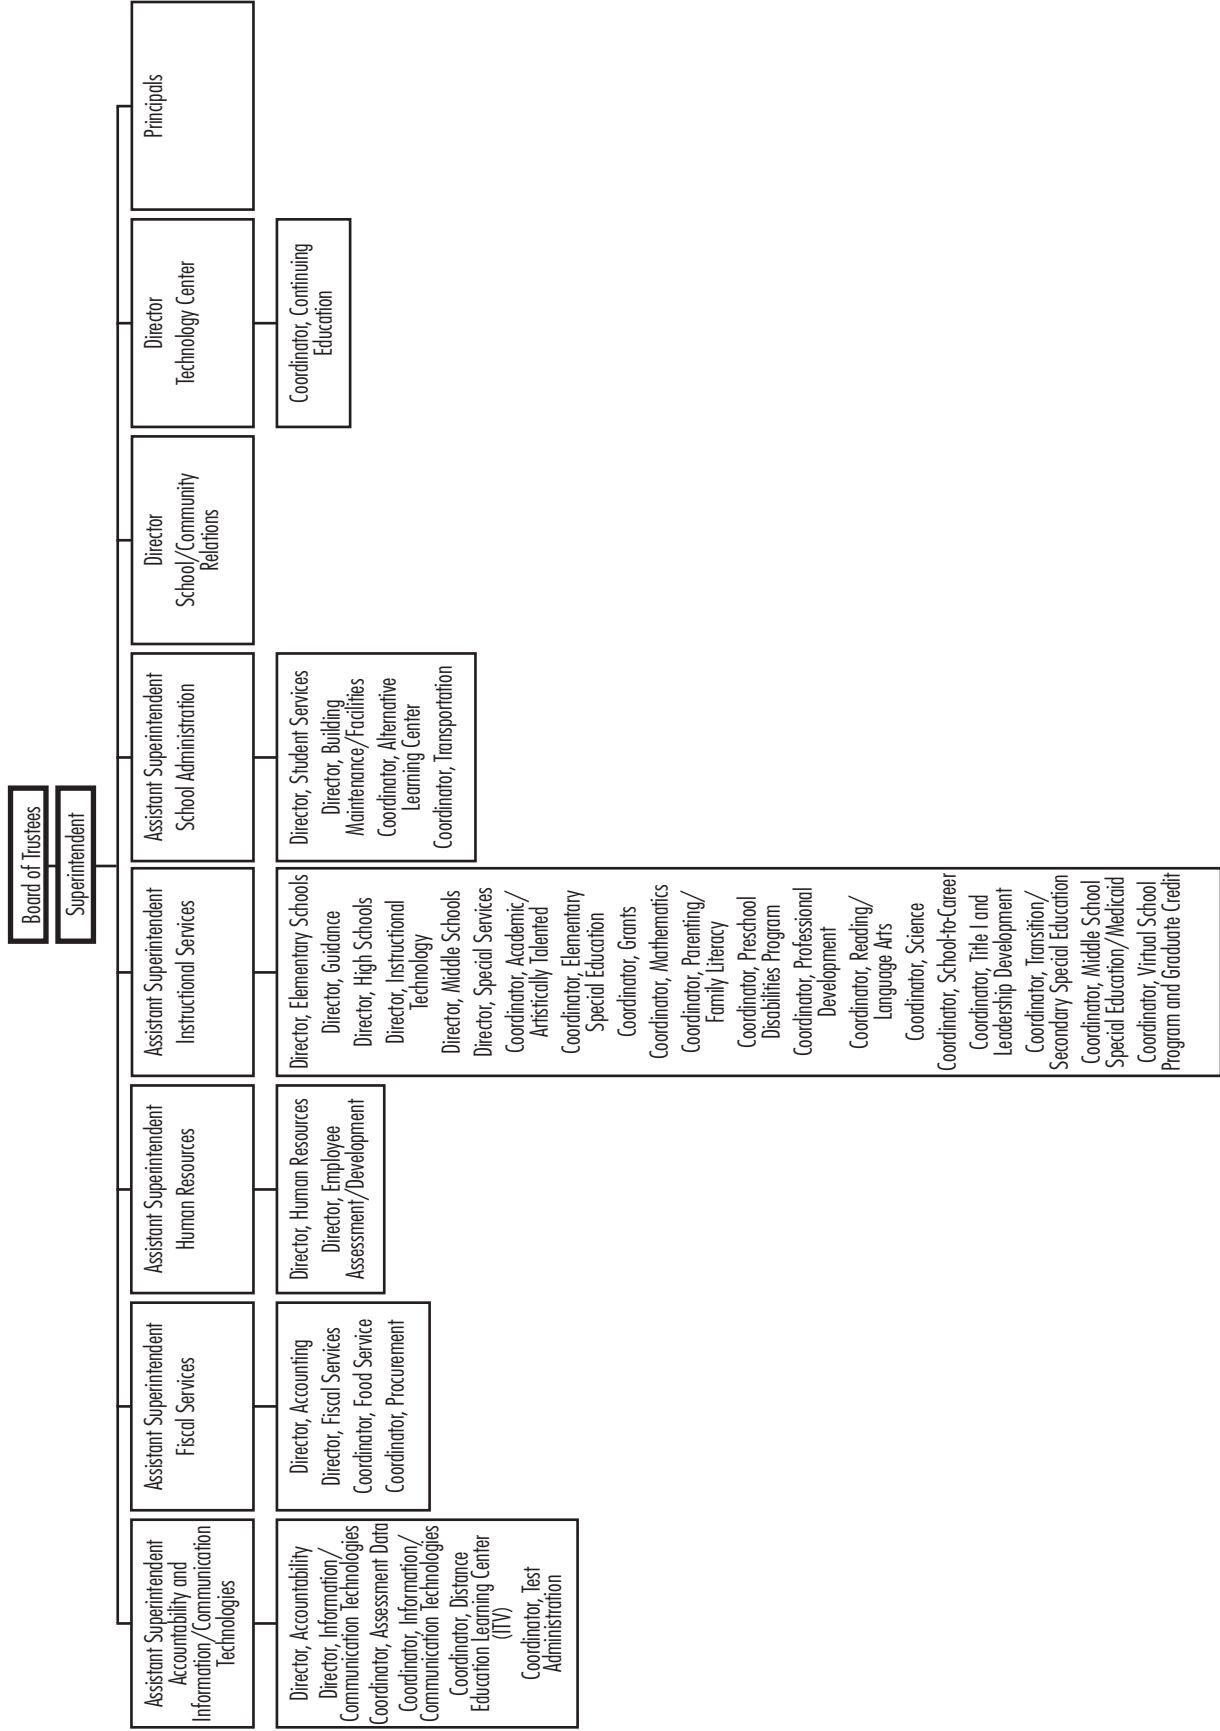 Board of Trustees
Superintendent
Assistant Superintendent
Accountability and
Information/Communication
Technologies
Director, Accountability
Director, Information/
Communication Technologies
Coordinator, Assessment Data
Coordinator, Information/
Communication Technologies
Coordinator, Distance
Education Learning Center
(ITV)
Coordinator, Test
Administration
Assistant Superintendent
Fiscal Services
Director, Accounting
Director, Fiscal Services
Coordinator, Food Service
Coordinator, Procurement
Assistant Superintendent
Human Resources
Director, Human Resources
Director, Employee
Assessment/Development
Assistant Superintendent
Instructional Services
Director, Elementary Schools
Director, Guidance
Director, High Schools
Director, Instructional
Technology
Director, Middle Schools
Director, Special Services
Coordinator, Academic/
Artistically Talented
Coordinator, Elementary
Special Education
Coordinator, Grants
Coordinator, Mathematics
Coordinator, Parenting/
Family Literacy
Coordinator, Preschool
Disabilities Program
Coordinator, Professional
Development
Coordinator, Reading/
Language Arts
Coordinator, Science
Coordinator, School-to-Career
Coordinator, Title I and
Leadership Development
Coordinator, Transition/
Secondary Special Education
Coordinator, Middle School
Special Education/Medicaid
Coordinator, Virtual School
Program and Graduate Credit
Assistant Superintendent
School Administration
Director, Student Services
Director, Building
Maintenance/Facilities
Coordinator, Alternative
Learning Center
Coordinator, Transportation
Director
School/Community
Relations
Director
Technology Center
Coordinator, Continuing
Education
Principals